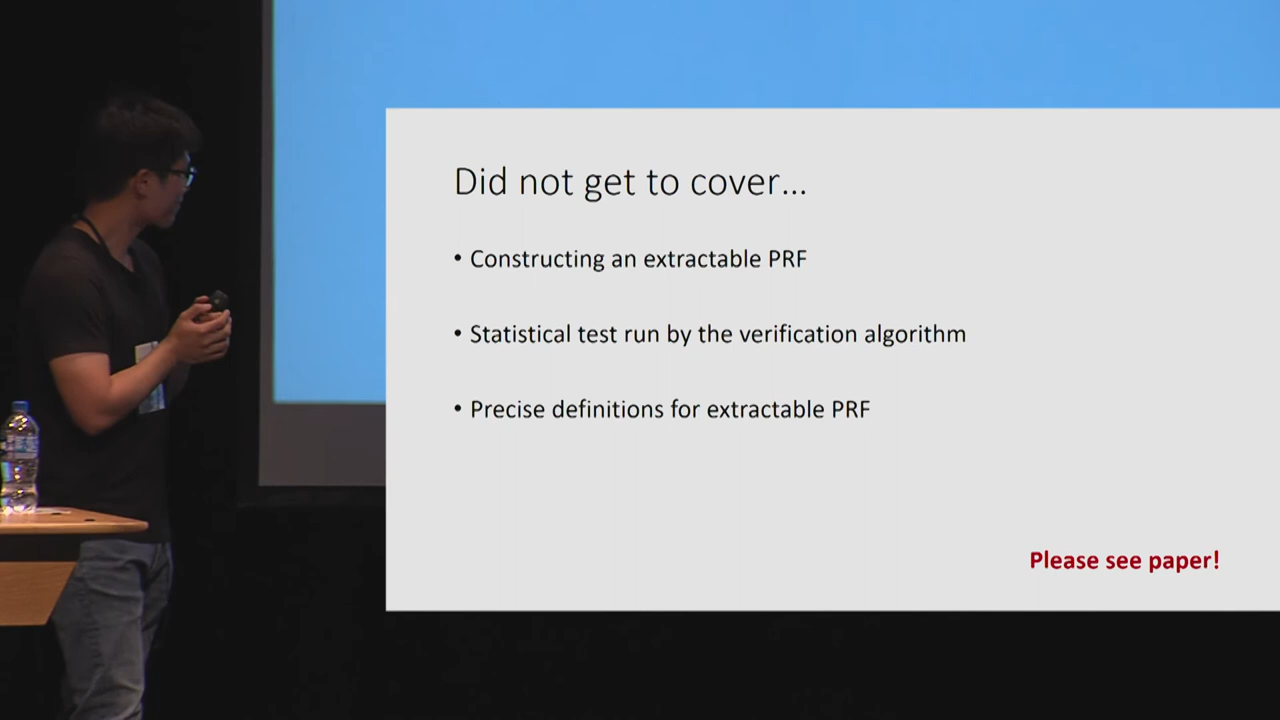 Did not get to cover…
• Constructing an extractable PRF
• Statistical test run by the verification algorithm
• Precise definitions for extractable PRF
Please see paper!